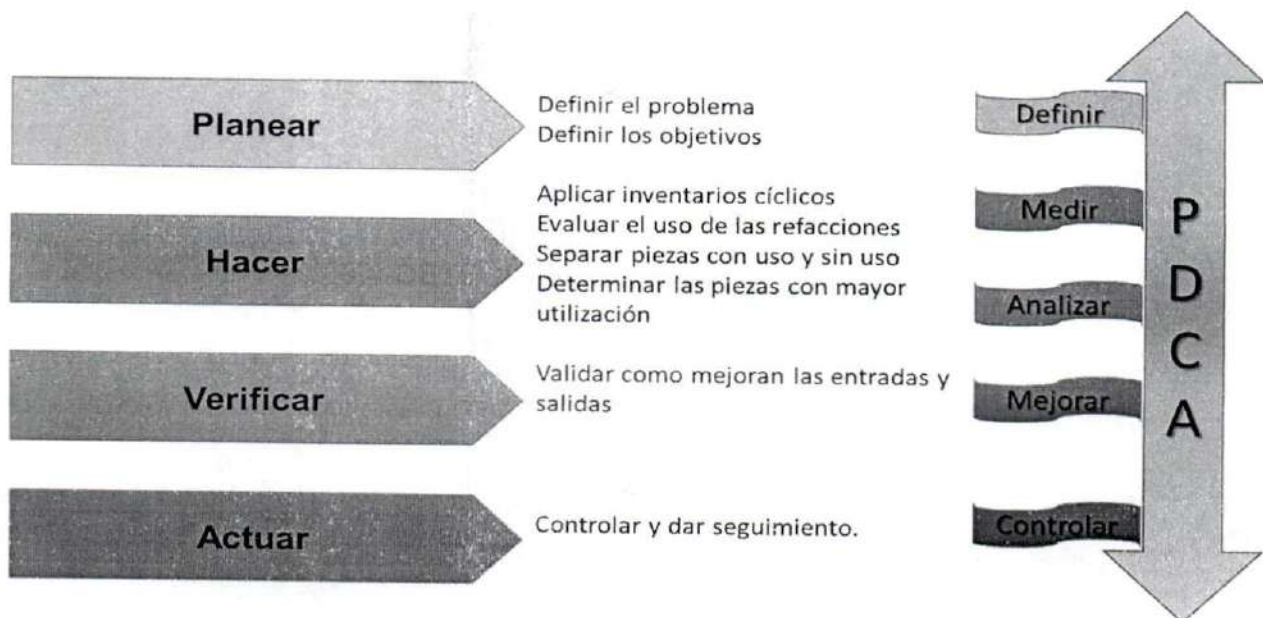 Planear
Definir el problema
Definir los objetivos
Definir
Hacer
Aplicar inventarios cíclicos
Evaluar el uso de las refacciones
Separar piezas con uso y sin uso
Determinar las piezas con mayor
utilización
Medir
Analizar
Verificar
Validar como mejoran las entradas y
salidas
Mejorar
Actuar
Controlar y dar seguimiento.
Controlar
P
D
C
A